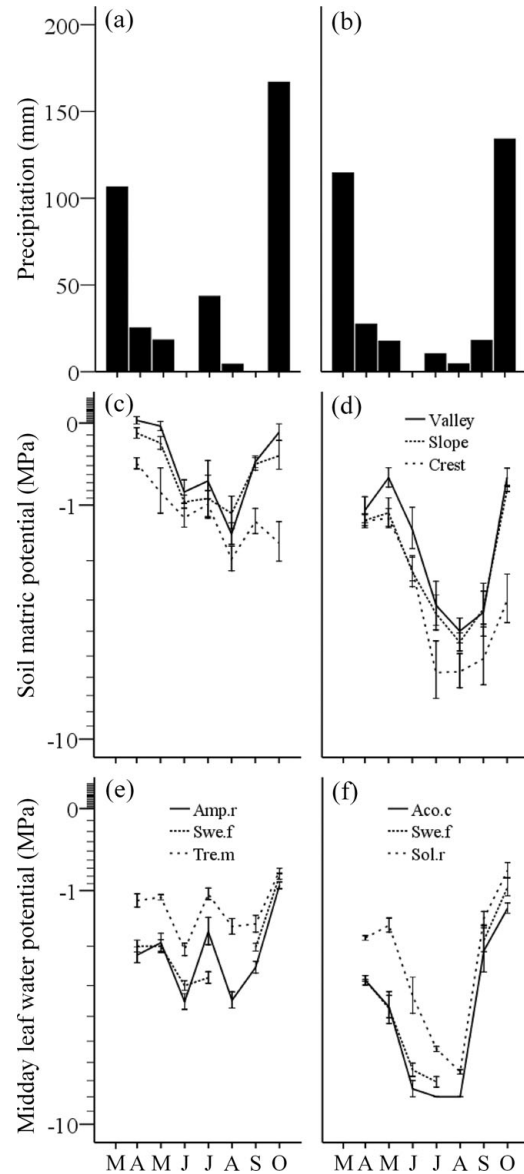 (a) (b)
200
150
100
50
0
Precipitation (mm)
(c) (d)
Valley
Slope
Crest
0
-1
-10
Soil matric potential (MPa)
(e) (f)
Amp.r Aco.c
Swe.f Swe.f
Tre.m Sol.r
0
-1
-10
Midday leaf water potential (MPa)
M A M J J A S O M A M J J A S O